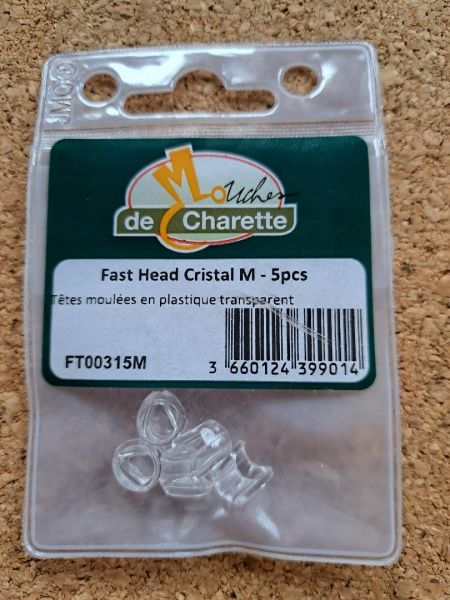 JMC®
Mouches
de Charette
Fast Head Cristal M - 5pcs
Têtes moulées en plastique transparent
FT00315M
3 660124 399014